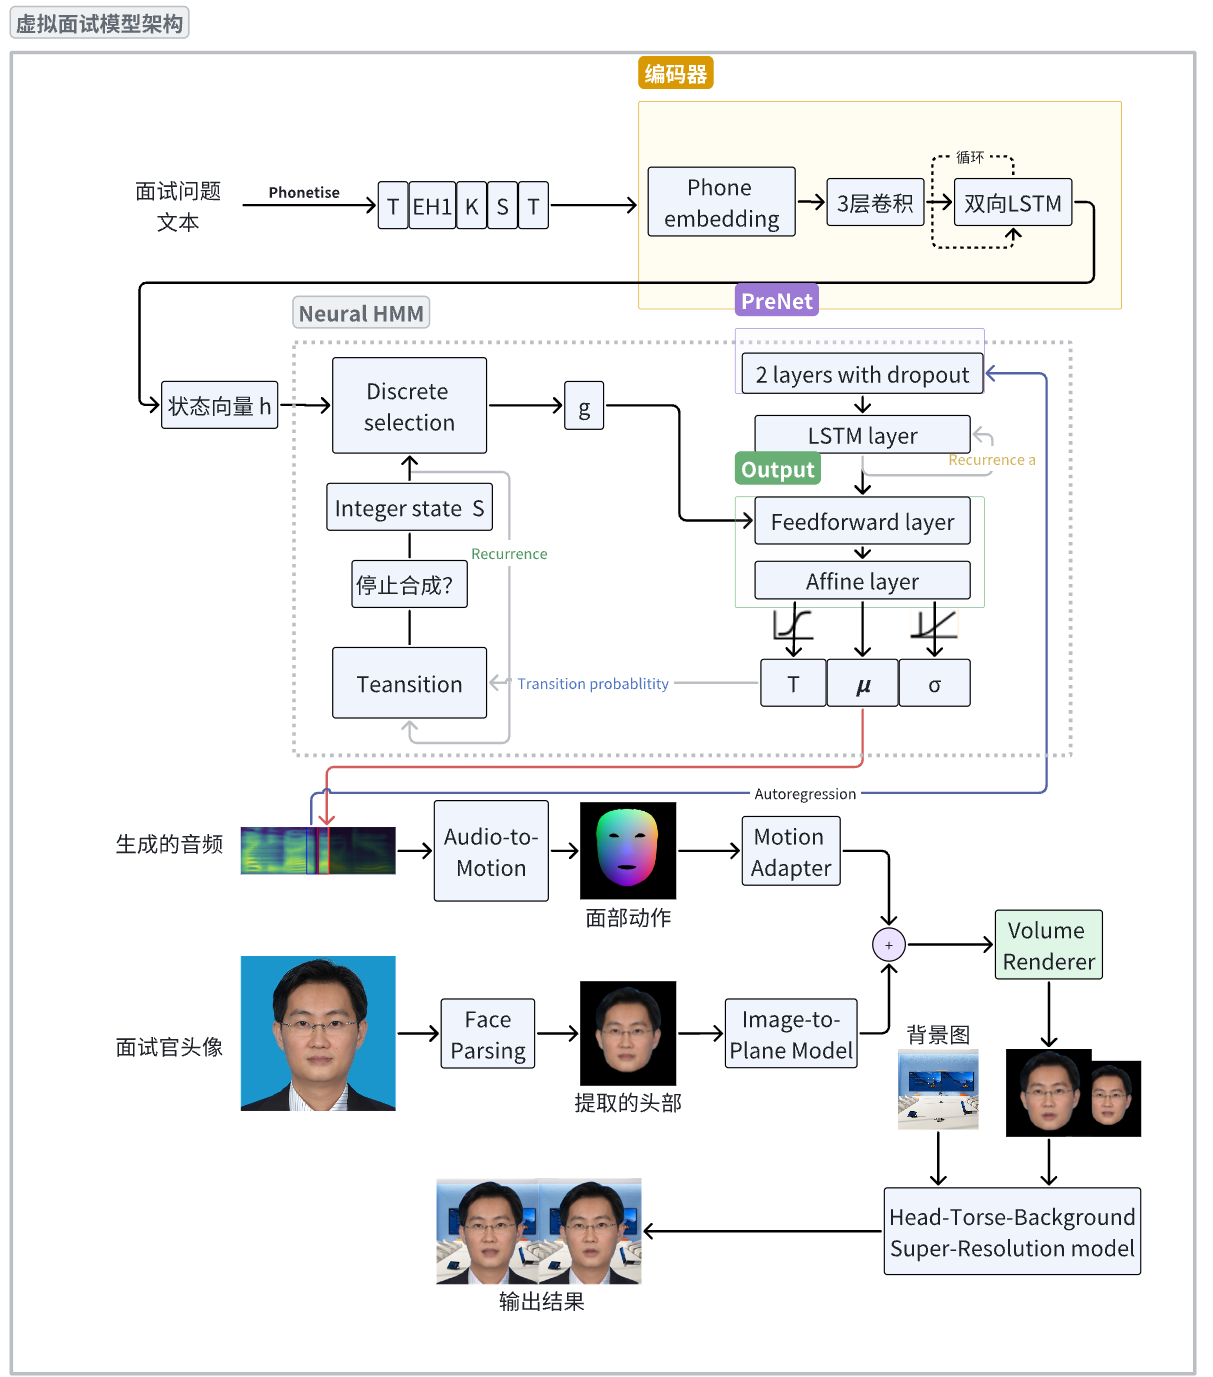 虚拟面试模型架构
编码器
面试问题
文本
Phonetise
T EH1 K S T
Phone
embedding
3层卷积
循环
双向LSTM
Neural HMM
PreNet
状态向量 h
Discrete
selection
g
2 layers with dropout
LSTM layer
Recurrence a
Output
Integer state S
Feedforward layer
Recurrence
停止合成?
Affine layer
Teansition
Transition probablitity
T μ σ
Autoregression
生成的音频
Audio-to-
Motion
面部动作
Motion
Adapter
+
Volume
Renderer
面试官头像
Face
Parsing
提取的头部
Image-to-
Plane Model
背景图
Head-Torse-Background
Super-Resolution model
输出结果